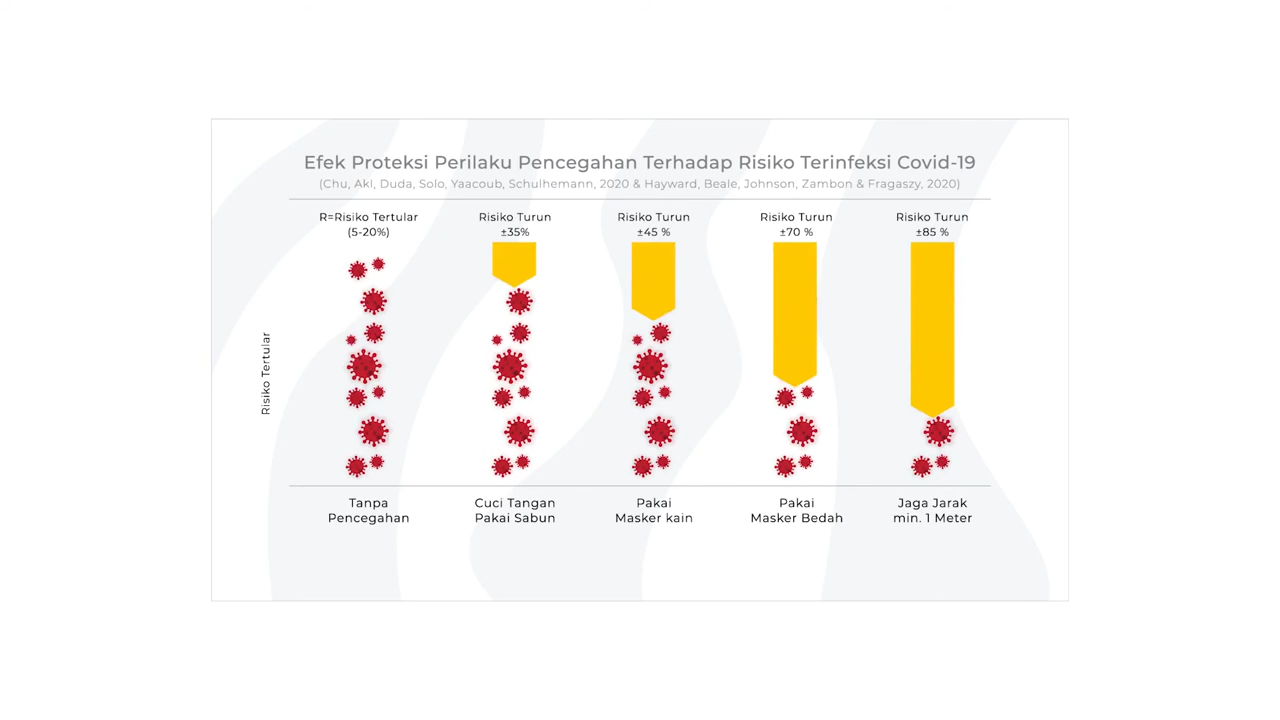 Efek Proteksi Perilaku Pencegahan Terhadap Risiko Terinfeksi Covid-19
(Chu, Akl, Duda, Solo, Yaacoub, Schulhemann, 2020 & Hayward, Beale, Johnson, Zambon & Fragaszy, 2020)
R=Risiko Tertular
(5-20%)
Risiko Turun
±35%
Risiko Turun
±45 %
Risiko Turun
±70 %
Risiko Turun
±85 %
Risiko Tertular
Tanpa
Pencegahan
Cuci Tangan
Pakai Sabun
Pakai
Masker kain
Pakai
Masker Bedah
Jaga Jarak
min. 1 Meter